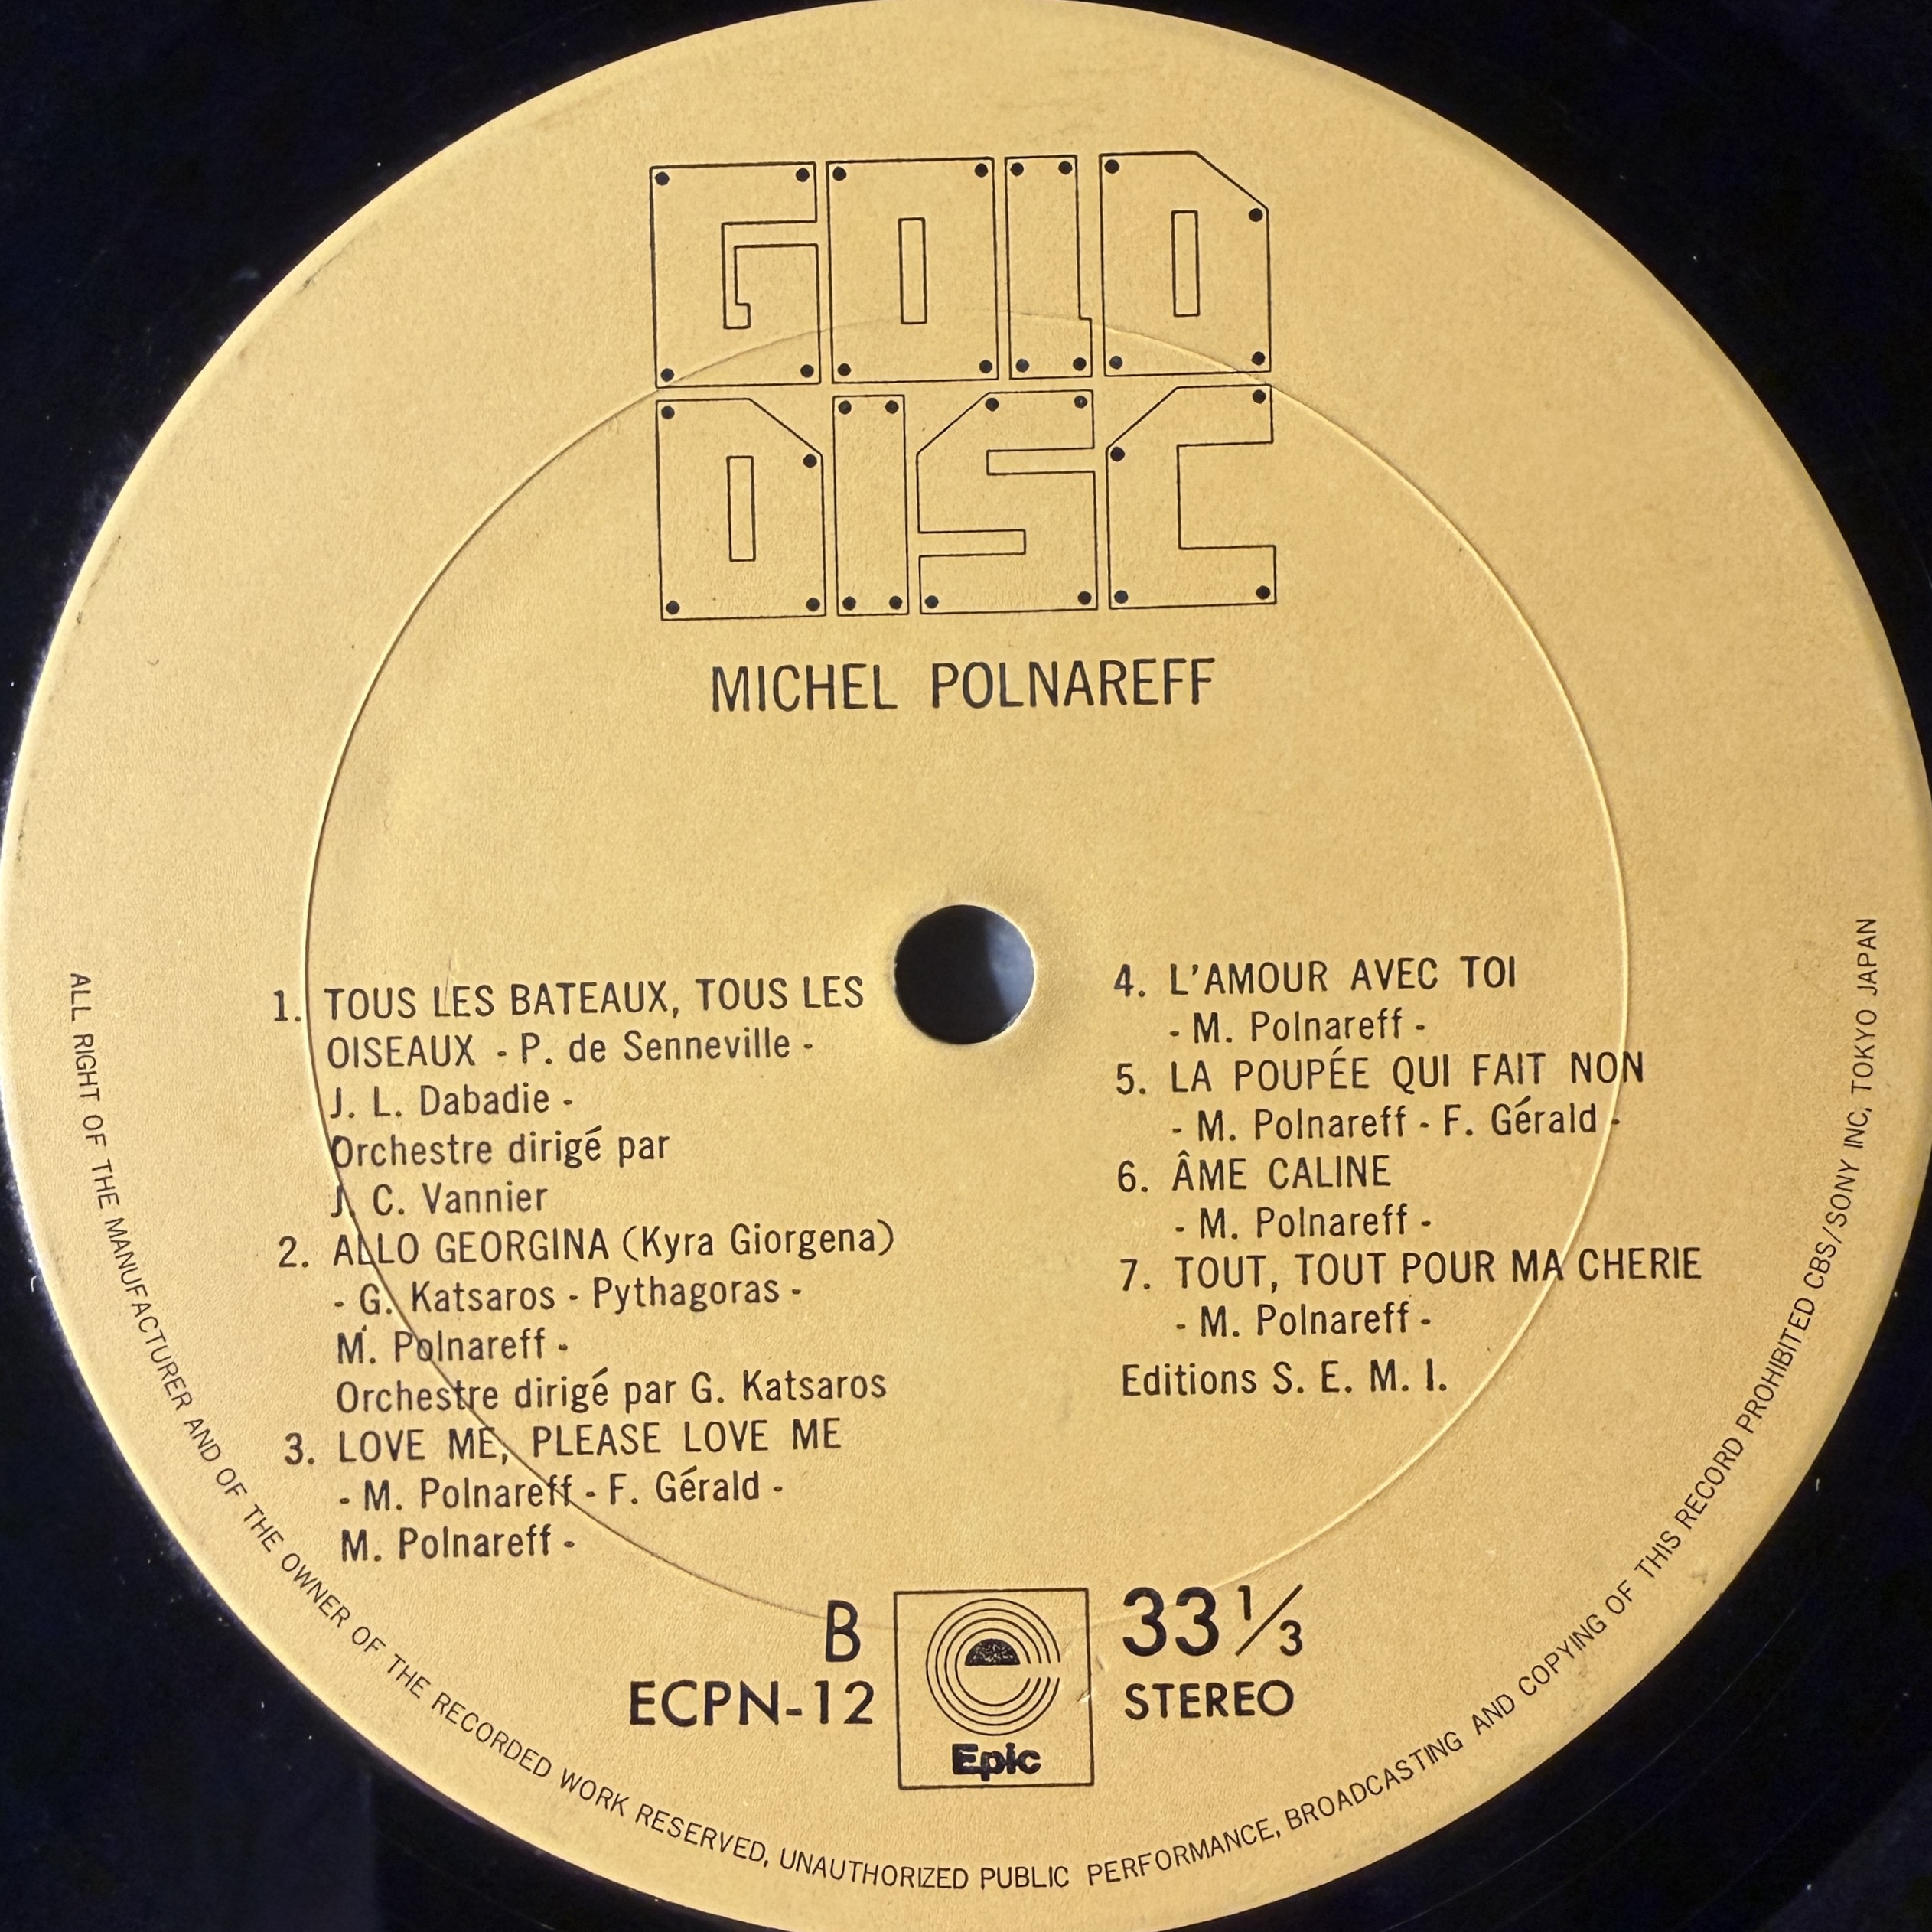 GOLD
DISC
MICHEL POLNAREFF
1. TOUS LES BATEAUX, TOUS LES
OISEAUX - P. de Senneville -
J. L. Dabadie -
Orchestre dirigé par
J. C. Vannier
2. ALLO GEORGINA (Kyra Giorgena)
- G. Katsaros - Pythagoras -
M. Polnareff -
Orchestre dirigé par G. Katsaros
3. LOVE ME, PLEASE LOVE ME
- M. Polnareff - F. Gérald -
M. Polnareff -
4. L'AMOUR AVEC TOI
- M. Polnareff -
5. LA POUPÉE QUI FAIT NON
- M. Polnareff - F. Gérald -
6. ÂME CALINE
- M. Polnareff -
7. TOUT, TOUT POUR MA CHERIE
- M. Polnareff -
Editions S. E. M. I.
B
ECPN-12
Epic
33 1/3
STEREO
ALL RIGHT OF THE MANUFACTURER AND OF THE OWNER OF THE RECORDED WORK RESERVED, UNAUTHORIZED PUBLIC PERFORMANCE, BROADCASTING AND COPYING OF THIS RECORD PROHIBITED CBS/SONY INC, TOKYO JAPAN